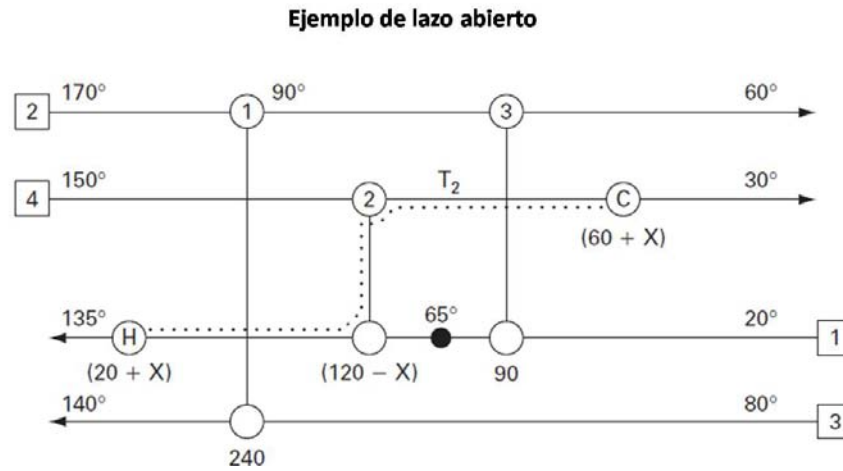 Ejemplo de lazo abierto
2 170° 1 90° 3 60°
4 150° 2 T₂ C 30°
(60 + X)
135° H 65° 20° 1
(20 + X) (120 − X) 90
140° 80° 3
240